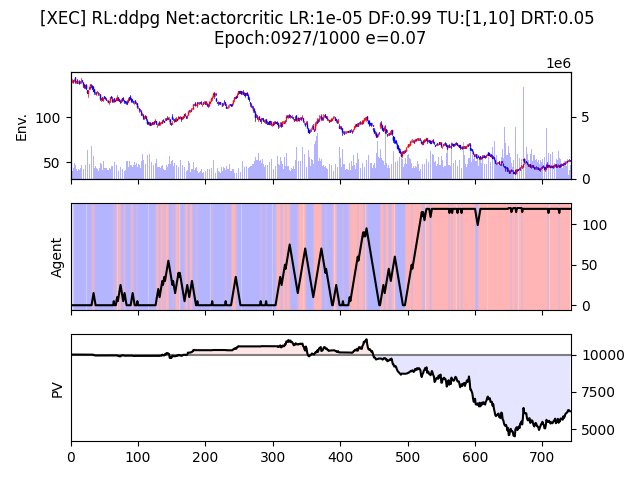 [XEC] RL:ddpg Net:actorcritic LR:1e-05 DF:0.99 TU:[1,10] DRT:0.05
Epoch:0927/1000 e=0.07
1e6
Env.
100
50
5
0
Agent
100
50
0
PV
10000
7500
5000
0 100 200 300 400 500 600 700